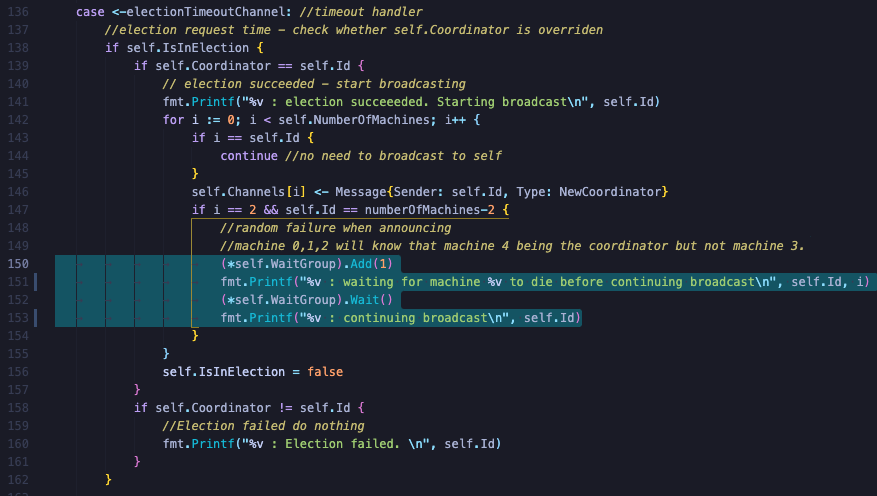 136 case <-electionTimeoutChannel: //timeout handler
137 //election request time - check whether self.Coordinator is overriden
138 if self.IsInElection {
139 if self.Coordinator == self.Id {
140 // election succeeded - start broadcasting
141 fmt.Printf("%v : election succeeeded. Starting broadcast\n", self.Id)
142 for i := 0; i < self.NumberOfMachines; i++ {
143 if i == self.Id {
144 continue //no need to broadcast to self
145 }
146 self.Channels[i] <- Message{Sender: self.Id, Type: NewCoordinator}
147 if i == 2 && self.Id == numberOfMachines-2 {
148 //random failure when announcing
149 //machine 0,1,2 will know that machine 4 being the coordinator but not machine 3.
150 (*self.WaitGroup).Add(1)
151 fmt.Printf("%v : waiting for machine %v to die before continuing broadcast\n", self.Id, i)
152 (*self.WaitGroup).Wait()
153 fmt.Printf("%v : continuing broadcast\n", self.Id)
154 }
155 }
156 self.IsInElection = false
157 }
158 if self.Coordinator != self.Id {
159 //Election failed do nothing
160 fmt.Printf("%v : Election failed. \n", self.Id)
161 }
162 }